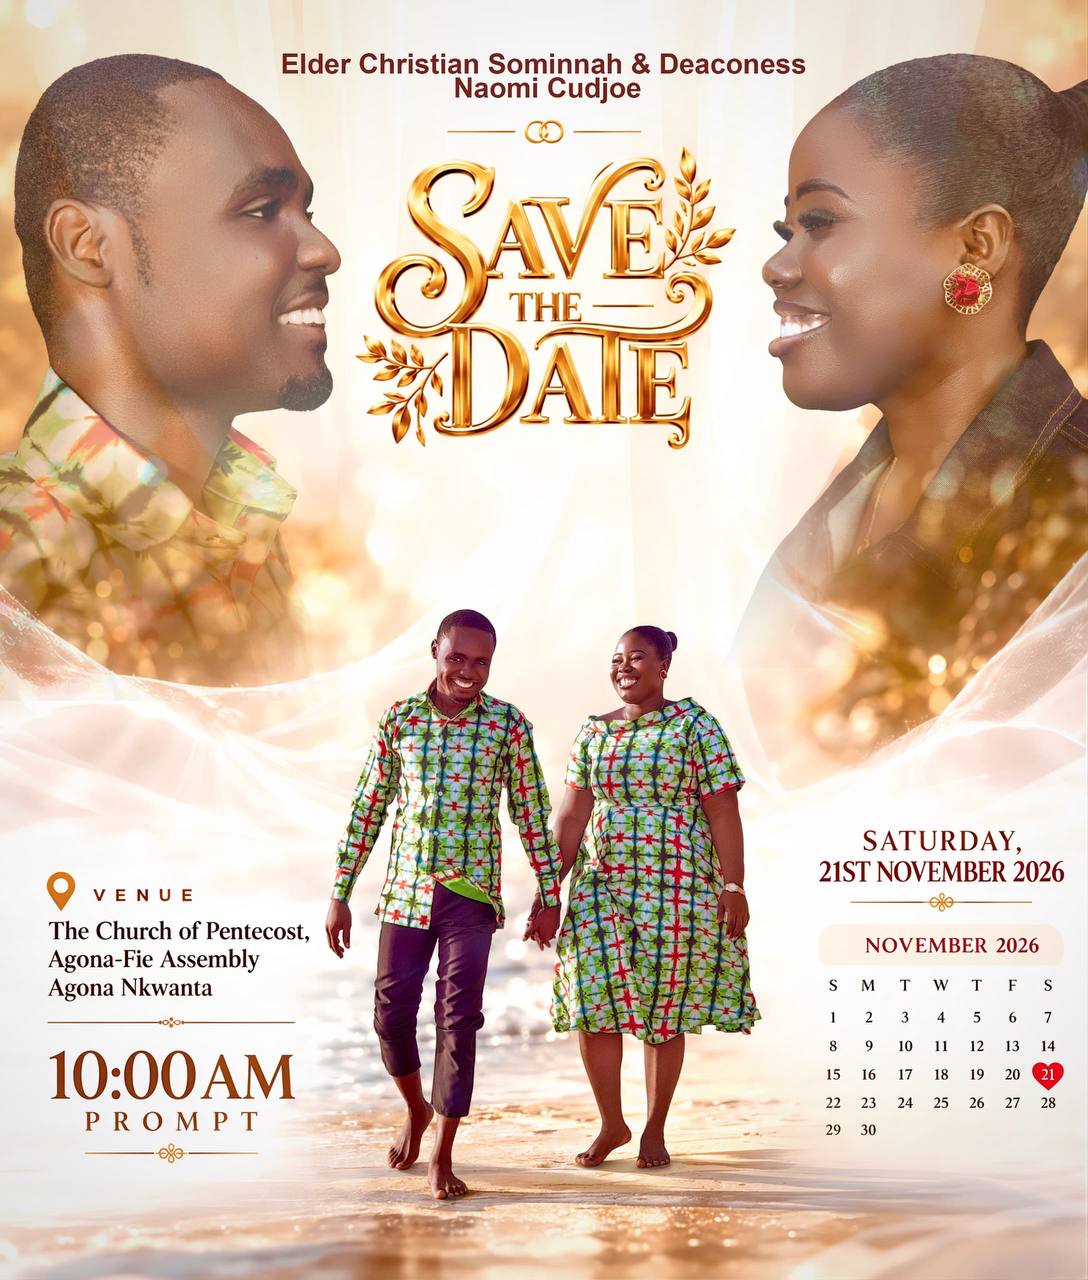 Elder Christian Sominnah & Deaconess
Naomi Cudjoe
SAVE
THE
DATE
VENUE
The Church of Pentecost,
Agona-Fie Assembly
Agona Nkwanta
10:00 AM
PROMPT
SATURDAY,
21ST NOVEMBER 2026
NOVEMBER 2026
S M T W T F S
1 2 3 4 5 6 7
8 9 10 11 12 13 14
15 16 17 18 19 20 21
22 23 24 25 26 27 28
29 30